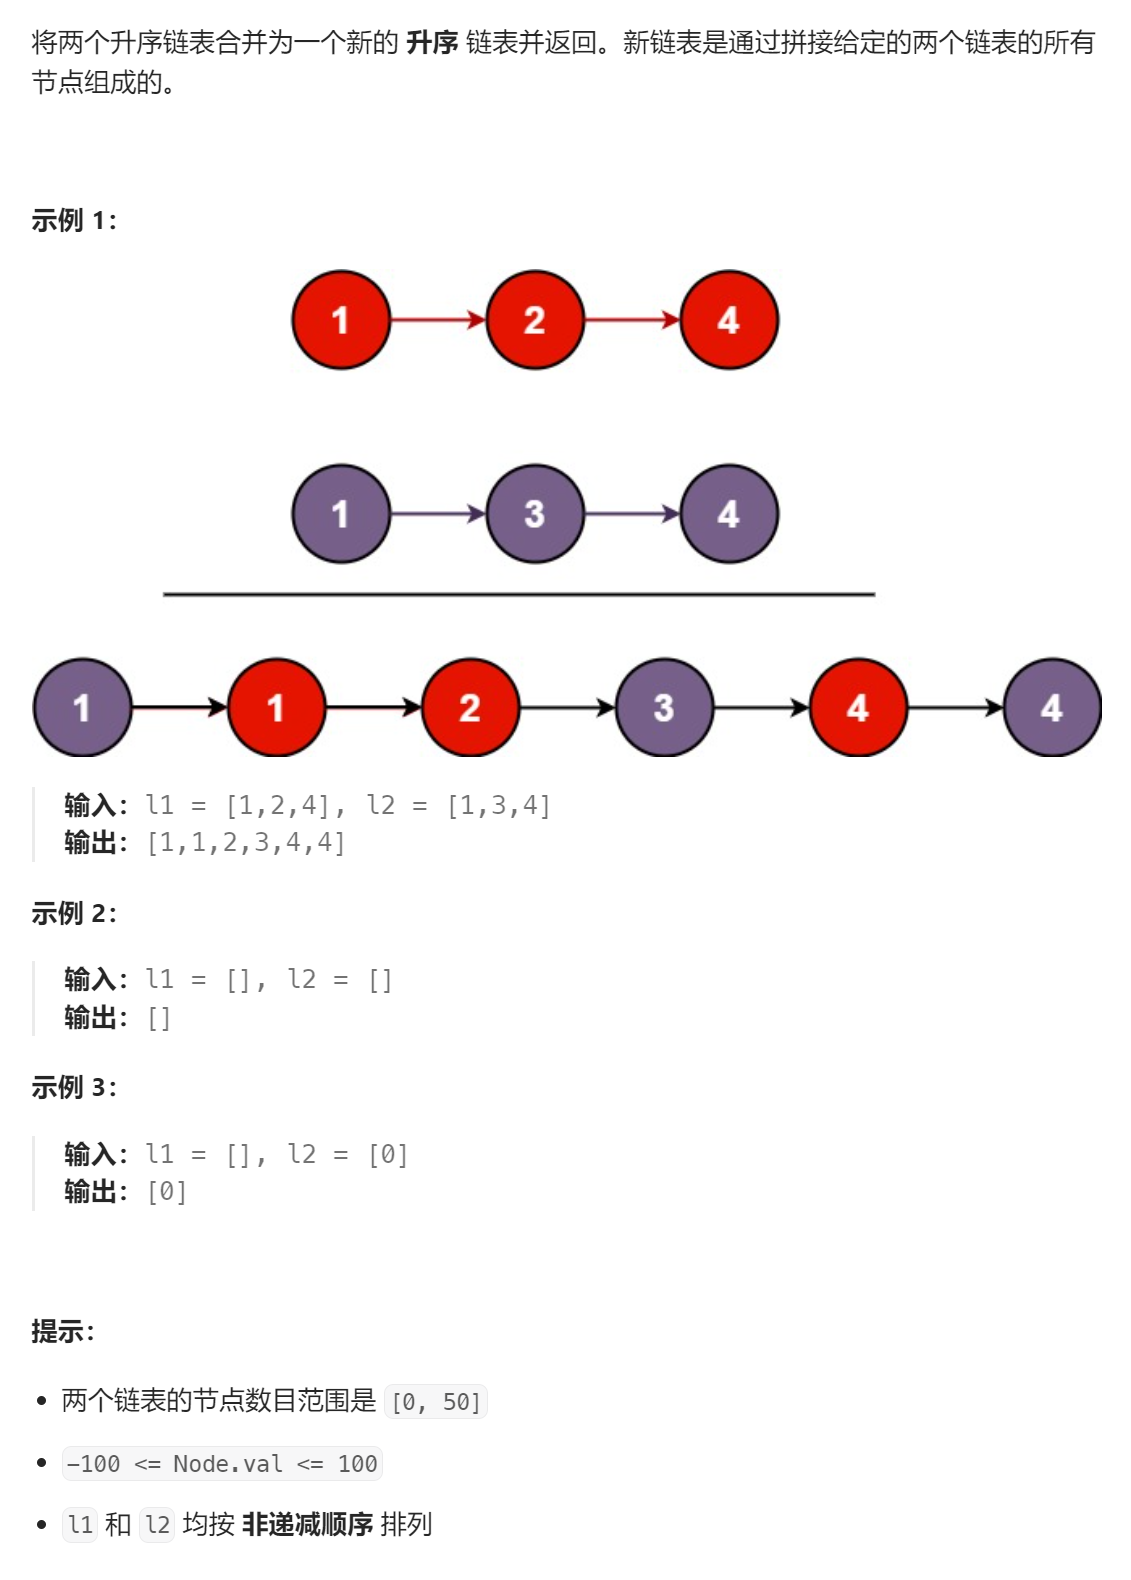 将两个升序链表合并为一个新的 升序 链表并返回。新链表是通过拼接给定的两个链表的所有
节点组成的。
示例 1：
1 2 4
1 3 4
1 1 2 3 4 4
输入：l1 = [1,2,4], l2 = [1,3,4]
输出：[1,1,2,3,4,4]
示例 2：
输入：l1 = [], l2 = []
输出：[]
示例 3：
输入：l1 = [], l2 = [0]
输出：[0]
提示：
• 两个链表的节点数目范围是 [0, 50]
• -100 <= Node.val <= 100
• l1 和 l2 均按 非递减顺序 排列